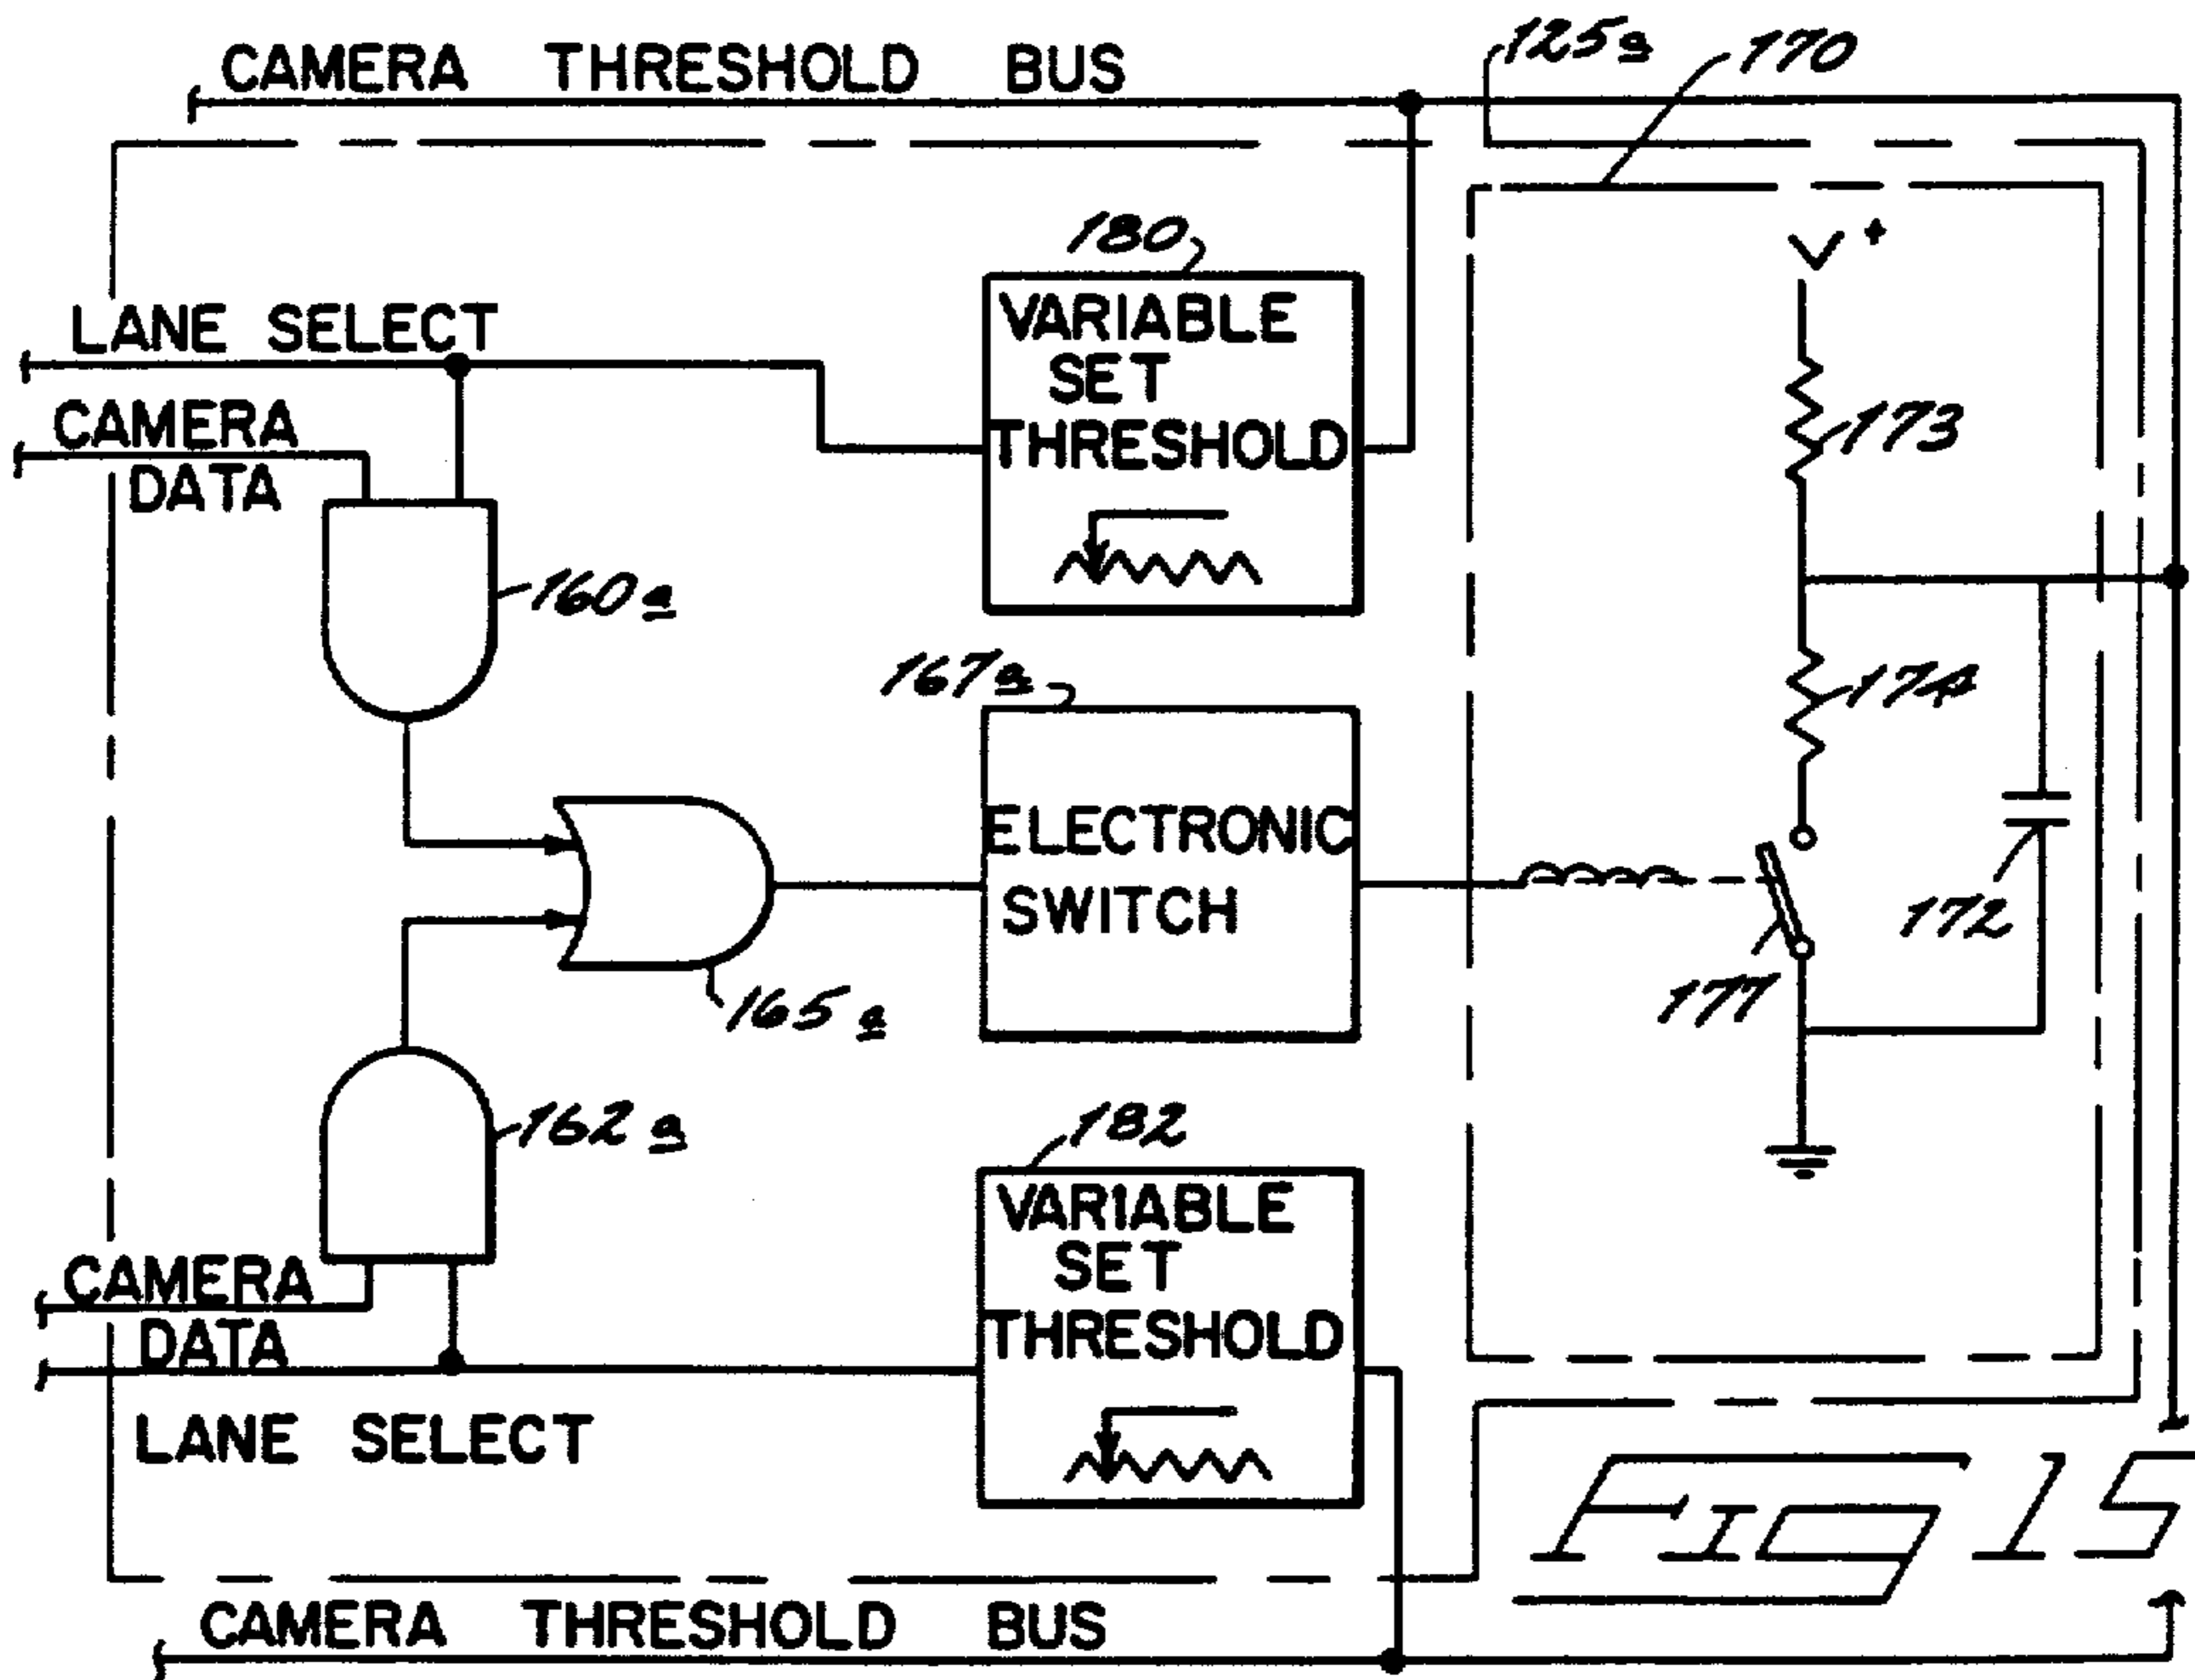 CAMERA THRESHOLD BUS
125a
170
180
V+
LANE SELECT
VARIABLE
SET
THRESHOLD
CAMERA
DATA
173
160a
167a
174
ELECTRONIC
SWITCH
172
177
165a
162a
182
VARIABLE
SET
THRESHOLD
CAMERA
DATA
LANE SELECT
FIG 15
CAMERA THRESHOLD BUS